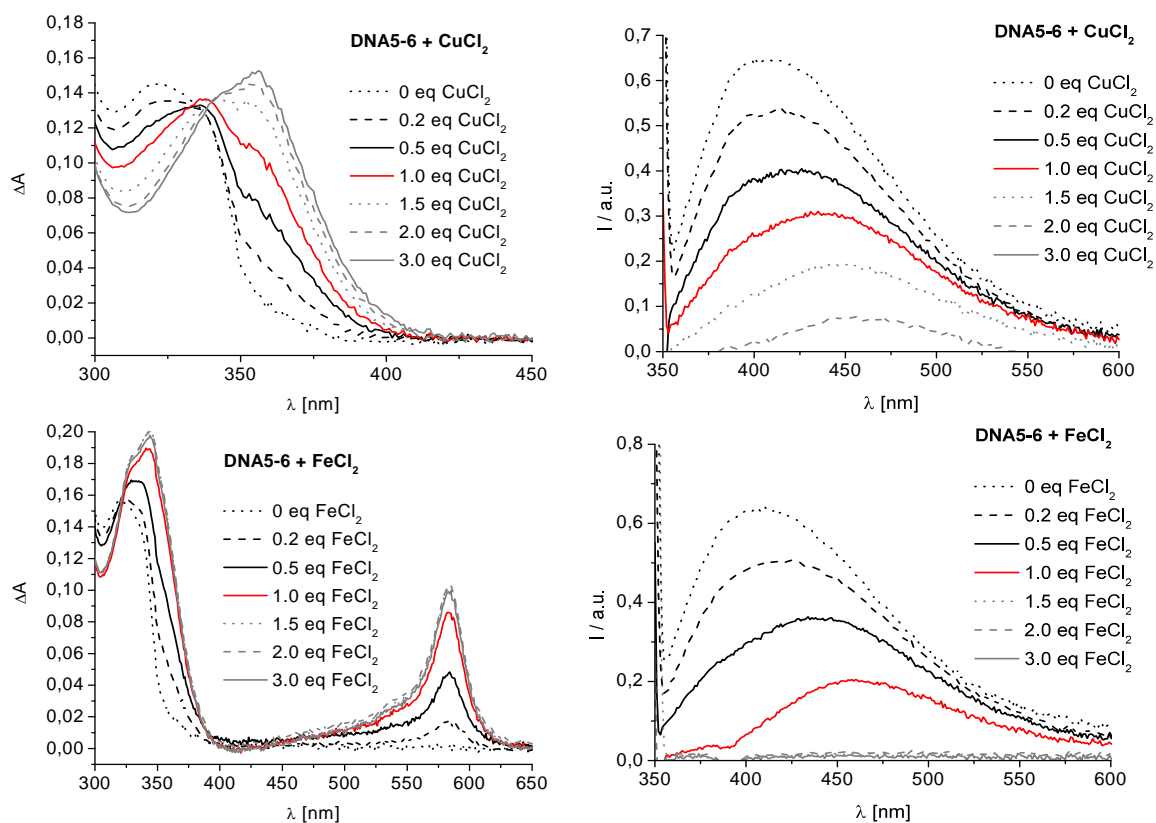 0,18
0,16
0,14
0,12
0,10
0,08
0,06
0,04
0,02
0,00
ΔA
300
350
400
450
λ [nm]
DNA5-6 + CuCl2
0 eq CuCl2
0.2 eq CuCl2
0.5 eq CuCl2
1.0 eq CuCl2
1.5 eq CuCl2
2.0 eq CuCl2
3.0 eq CuCl2
0,7
0,6
0,5
0,4
0,3
0,2
0,1
0,0
I / a.u.
350
400
450
500
550
600
λ [nm]
DNA5-6 + CuCl2
0 eq CuCl2
0.2 eq CuCl2
0.5 eq CuCl2
1.0 eq CuCl2
1.5 eq CuCl2
2.0 eq CuCl2
3.0 eq CuCl2
0,20
0,18
0,16
0,14
0,12
0,10
0,08
0,06
0,04
0,02
0,00
ΔA
300
350
400
450
500
550
600
650
λ [nm]
DNA5-6 + FeCl2
0 eq FeCl2
0.2 eq FeCl2
0.5 eq FeCl2
1.0 eq FeCl2
1.5 eq FeCl2
2.0 eq FeCl2
3.0 eq FeCl2
0,8
0,6
0,4
0,2
0,0
I / a.u.
350
400
450
500
550
600
λ [nm]
DNA5-6 + FeCl2
0 eq FeCl2
0.2 eq FeCl2
0.5 eq FeCl2
1.0 eq FeCl2
1.5 eq FeCl2
2.0 eq FeCl2
3.0 eq FeCl2